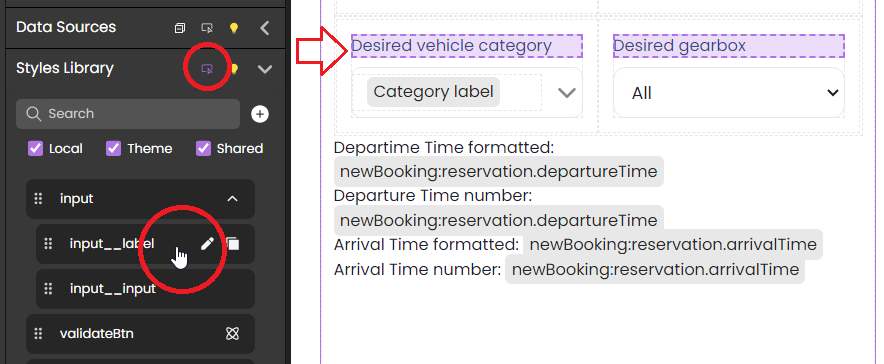 Data Sources
Styles Library
Search
Local Theme Shared
input
input__label
input__input
validateBtn
Desired vehicle category Desired gearbox
Category label All
Departime Time formatted:
newBooking:reservation.departureTime
Departure Time number:
newBooking:reservation.departureTime
Arrival Time formatted: newBooking:reservation.arrivalTime
Arrival Time number: newBooking:reservation.arrivalTime